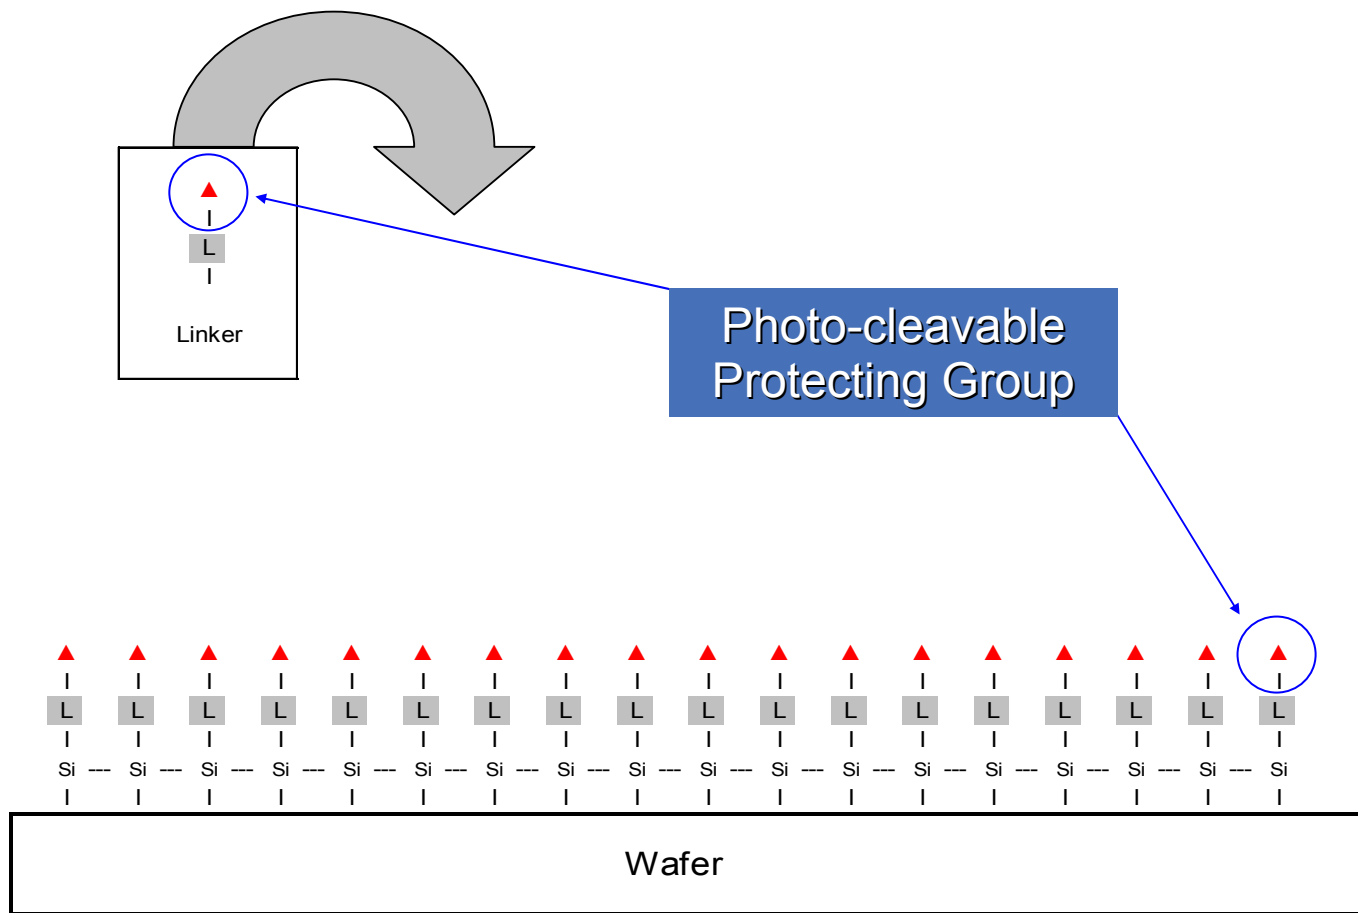 L
Linker
Photo-cleavable
Protecting Group
L L L L L L L L L L L L L L L L L L
Si --- Si --- Si --- Si --- Si --- Si --- Si --- Si --- Si --- Si --- Si --- Si --- Si --- Si --- Si --- Si --- Si --- Si
Wafer